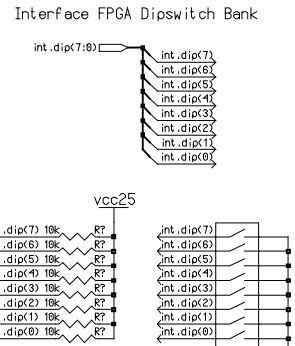 Interface FPGA Dipswitch Bank
int.dip(7:0)
int.dip(7)
int.dip(6)
int.dip(5)
int.dip(4)
int.dip(3)
int.dip(2)
int.dip(1)
int.dip(0)
vcc25
.dip(7) 10k R? int.dip(7)
.dip(6) 10k R? int.dip(6)
.dip(5) 10k R? int.dip(5)
.dip(4) 10k R? int.dip(4)
.dip(3) 10k R? int.dip(3)
.dip(2) 10k R? int.dip(2)
.dip(1) 10k R? int.dip(1)
.dip(0) 10k R? int.dip(0)